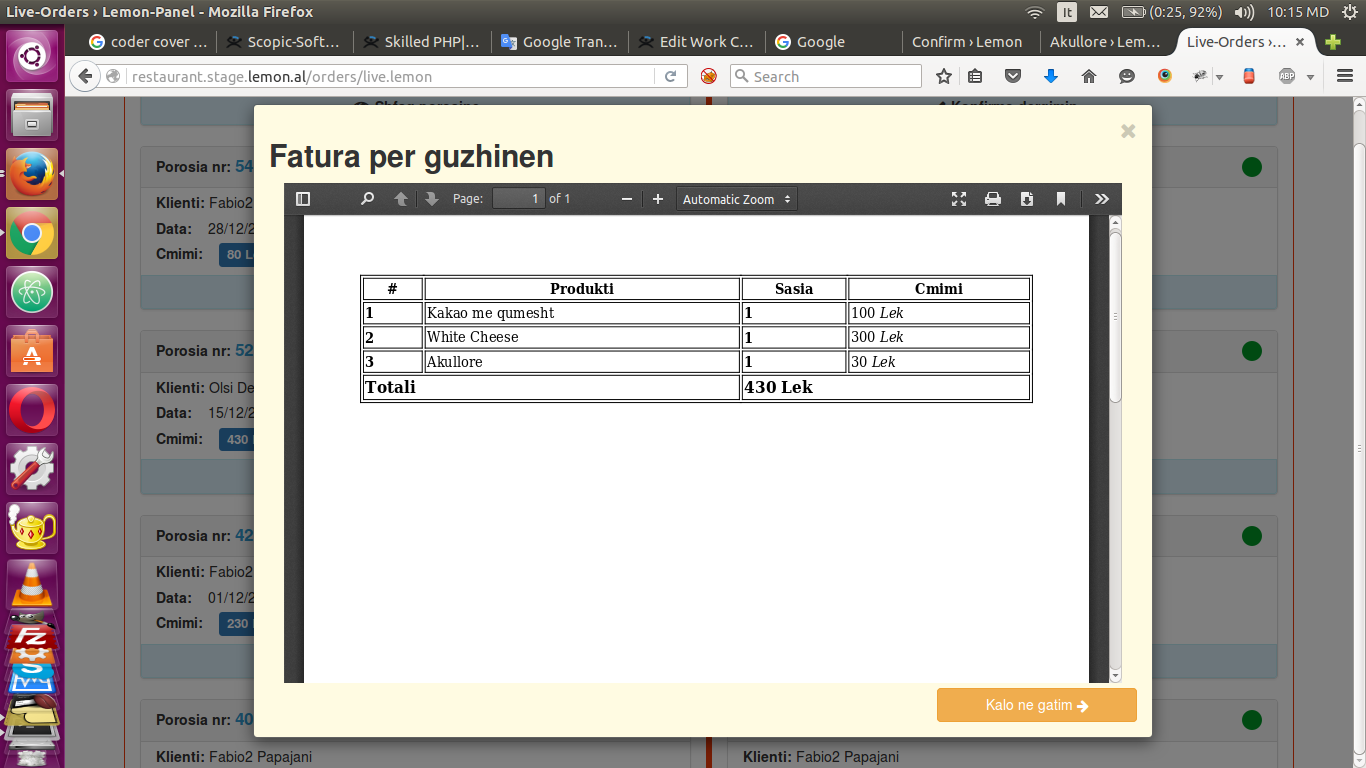 Live-Orders › Lemon-Panel - Mozilla Firefox
It
(0:25, 92%)
10:15 MD
coder cover ...
Scopic-Soft...
Skilled PHP|...
Google Tran...
Edit Work C...
Google
Confirm › Lemon
Akullore › Lem...
Live-Orders ›...
restaurant.stage.lemon.al/orders/live.lemon
Search
ABP
Fatura per guzhinen
Page: 1 of 1
Automatic Zoom
# Produkti Sasia Cmimi
1 Kakao me qumesht 1 100 Lek
2 White Cheese 1 300 Lek
3 Akullore 1 30 Lek
Totali 430 Lek
Kalo ne gatim
Porosia nr: 54
Klienti: Fabio2
Data: 28/12/2
Cmimi: 80 L
Porosia nr: 52
Klienti: Olsi De
Data: 15/12/2
Cmimi: 430
Porosia nr: 42
Klienti: Fabio2
Data: 01/12/2
Cmimi: 230
Porosia nr: 40
Klienti: Fabio2 Papajani
Klienti: Fabio2 Papajani